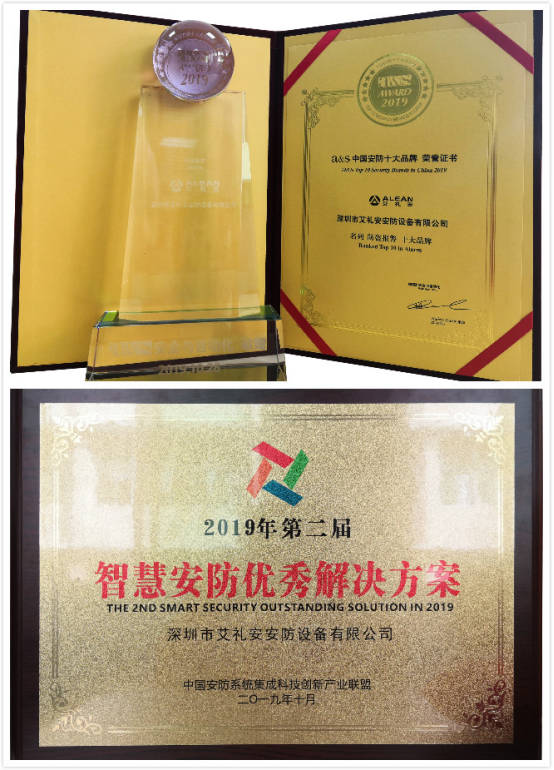 a&S
AWARD
2019
2019.10.28
a&S
AWARD
2019
a&s 中国安防十大品牌 荣誉证书
a&S Top 10 Security Brands in China 2019
ALEAN
艾礼安
深圳市艾礼安安防设备有限公司
名列 防盗报警 十大品牌
Ranked Top 10 in Alarm
2019年第二届
智慧安防优秀解决方案
THE 2ND SMART SECURITY OUTSTANDING SOLUTION IN 2019
深圳市艾礼安安防设备有限公司
中国安防系统集成科技创新产业联盟
二〇一九年十月